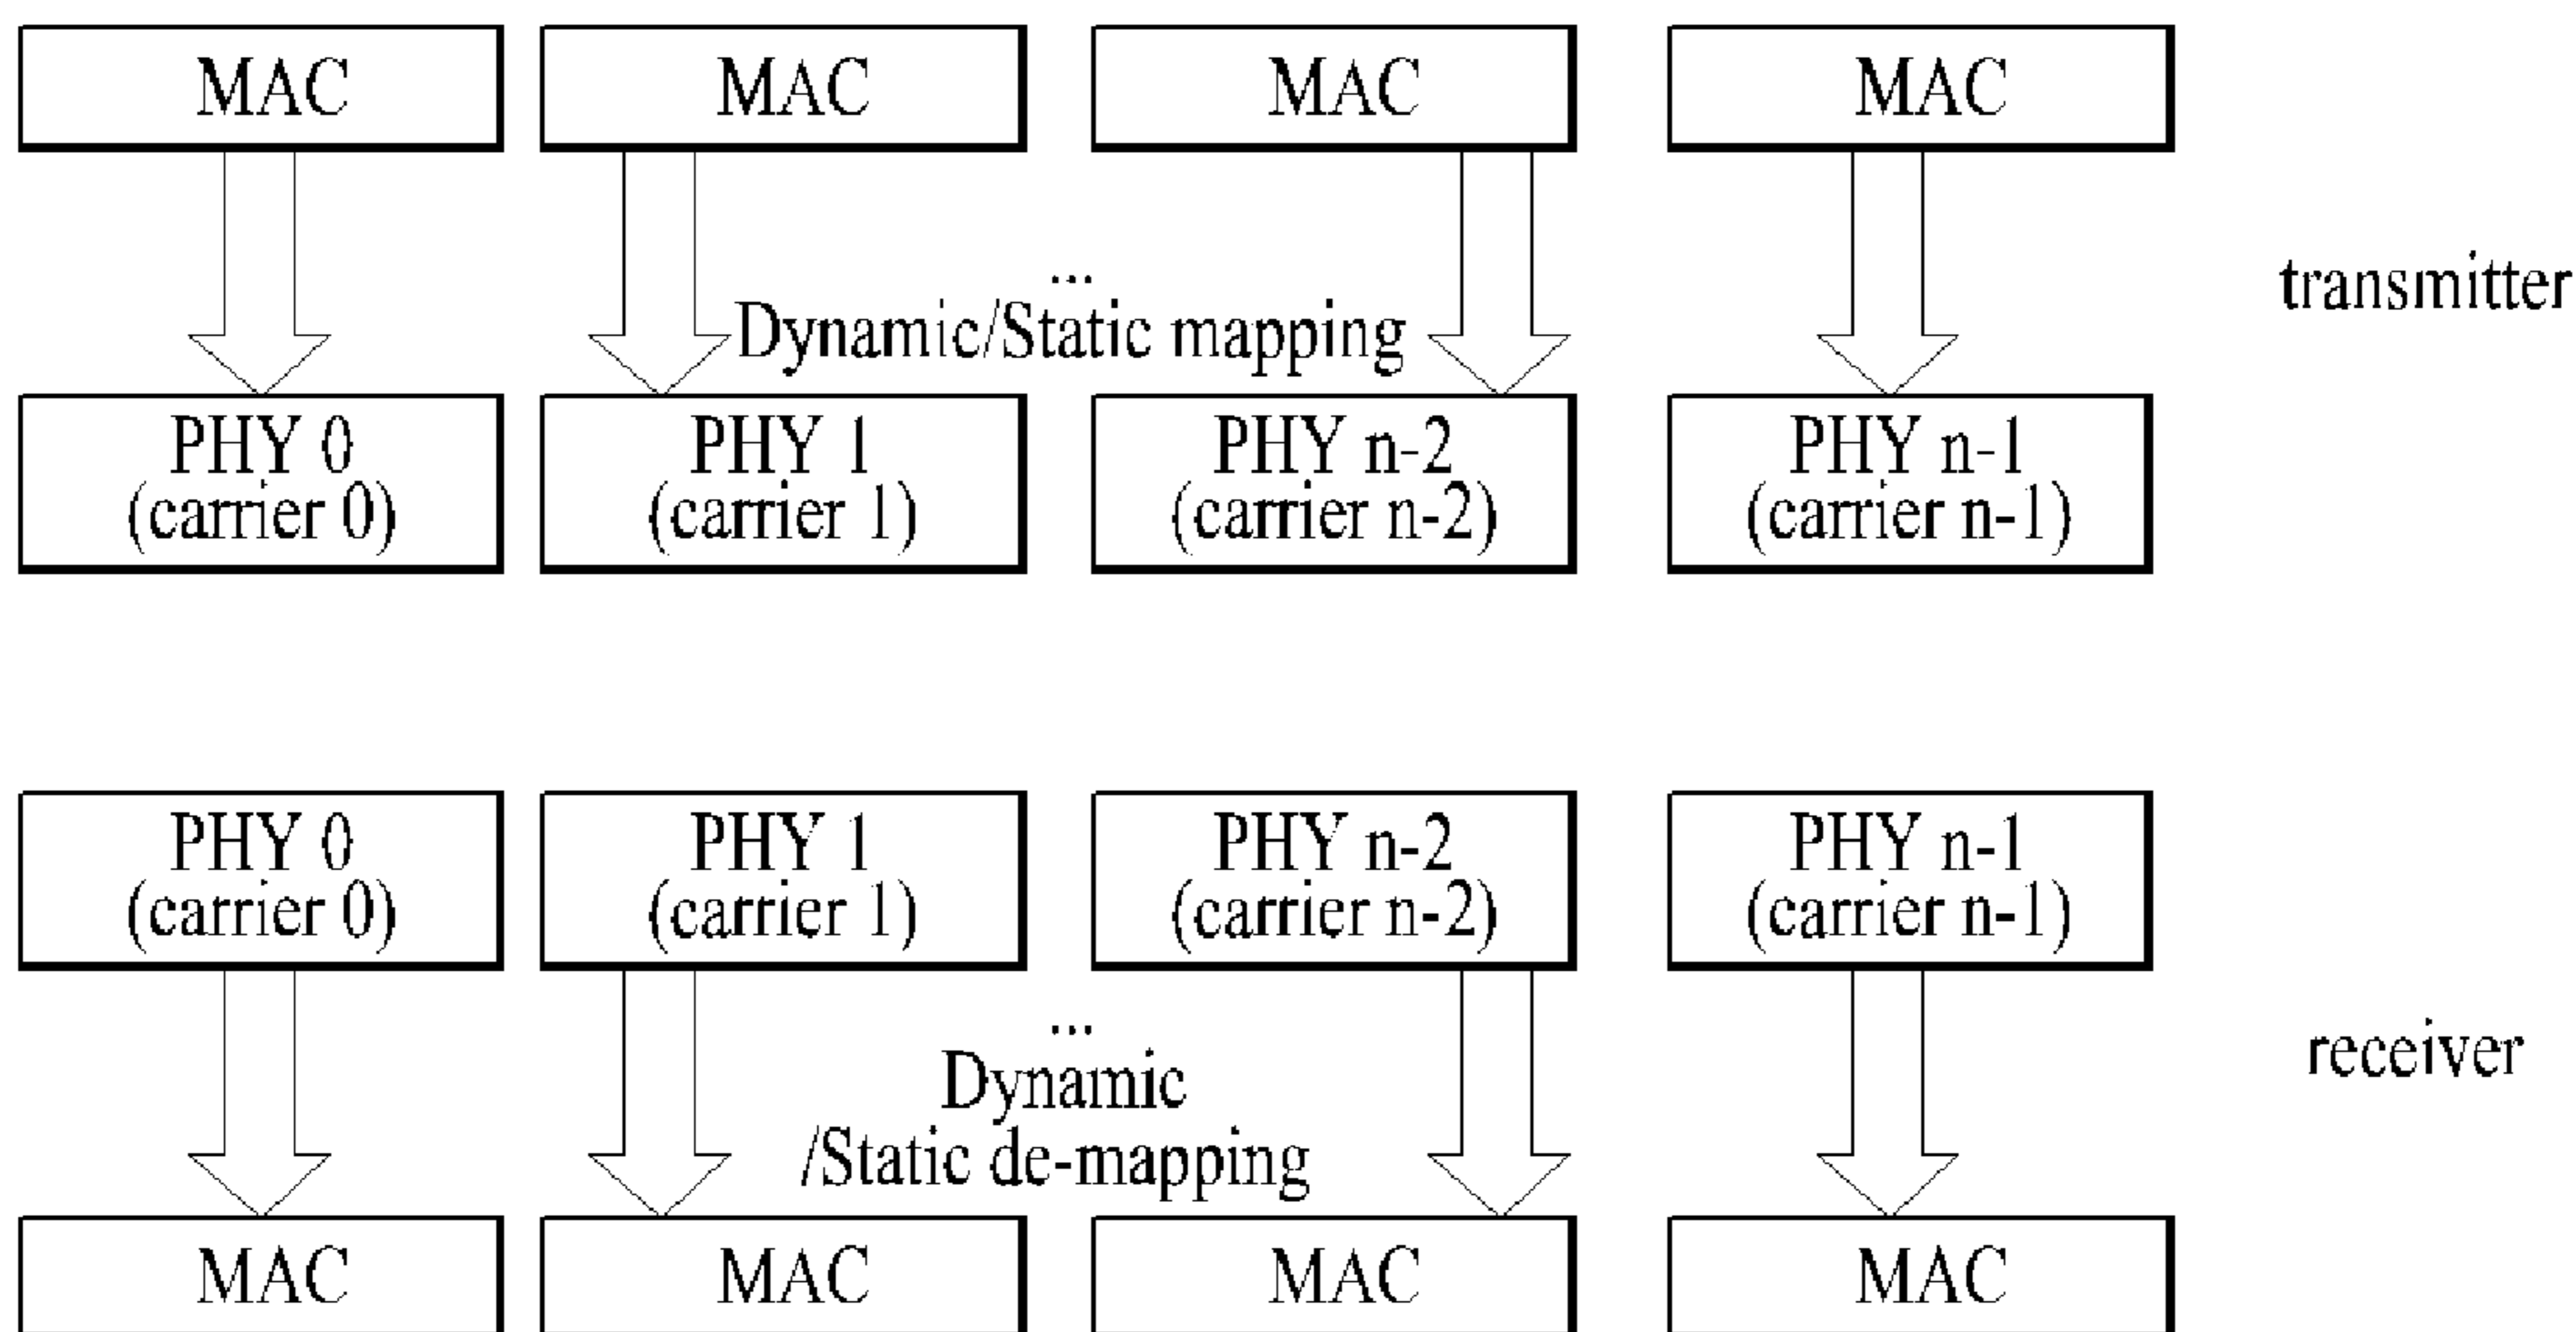 MAC
MAC
MAC
MAC
...
Dynamic/Static mapping
transmitter
PHY 0
(carrier 0)
PHY 1
(carrier 1)
PHY n-2
(carrier n-2)
PHY n-1
(carrier n-1)
PHY 0
(carrier 0)
PHY 1
(carrier 1)
PHY n-2
(carrier n-2)
PHY n-1
(carrier n-1)
...
Dynamic
/Static de-mapping
receiver
MAC
MAC
MAC
MAC